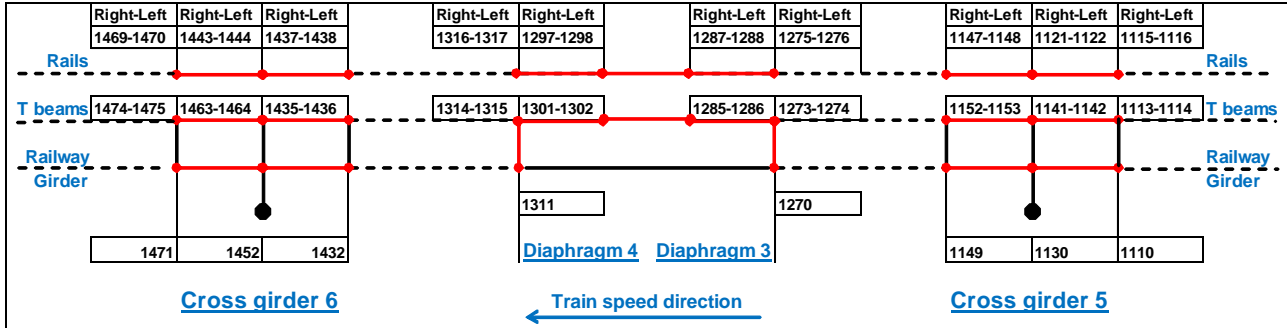 Right-Left Right-Left Right-Left Right-Left Right-Left Right-Left Right-Left Right-Left Right-Left Right-Left
1469-1470 1443-1444 1437-1438 1316-1317 1297-1298 1287-1288 1275-1276 1147-1148 1121-1122 1115-1116
Rails Rails
T beams 1474-1475 1463-1464 1435-1436 1314-1315 1301-1302 1285-1286 1273-1274 1152-1153 1141-1142 1113-1114 T beams
Railway Railway
Girder Girder
1311 1270
1471 1452 1432 Diaphragm 4 Diaphragm 3 1149 1130 1110
Cross girder 6 Train speed direction Cross girder 5